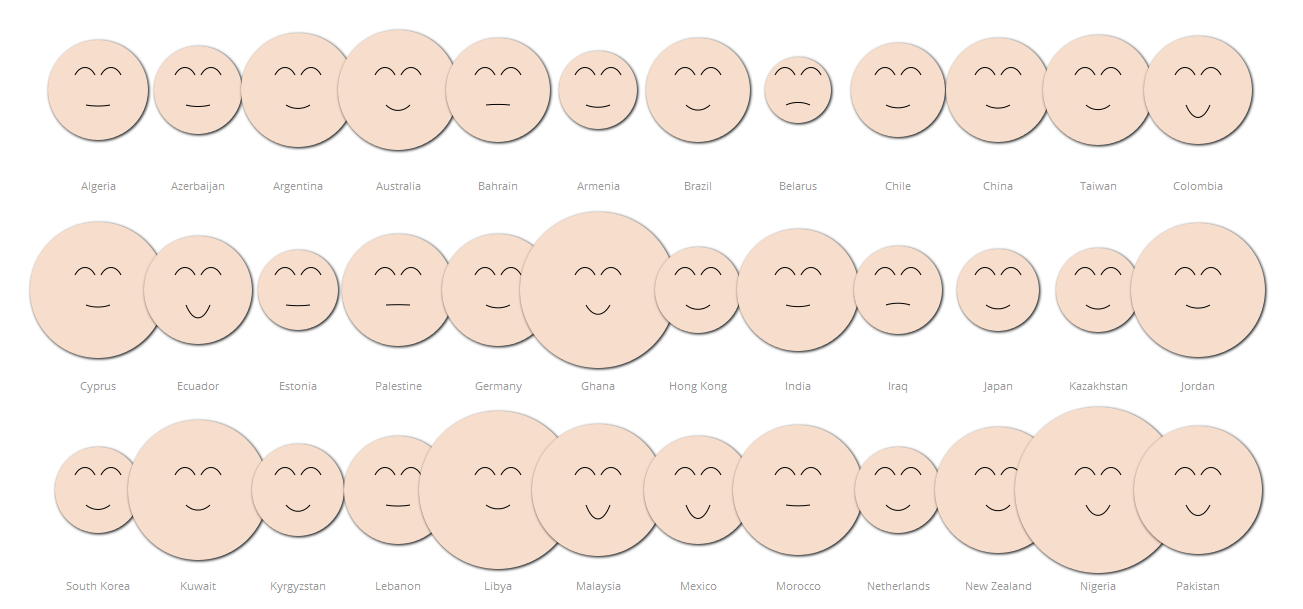 Algeria Azerbaijan Argentina Australia Bahrain Armenia Brazil Belarus Chile China Taiwan Colombia
Cyprus Ecuador Estonia Palestine Germany Ghana Hong Kong India Iraq Japan Kazakhstan Jordan
South Korea Kuwait Kyrgyzstan Lebanon Libya Malaysia Mexico Morocco Netherlands New Zealand Nigeria Pakistan